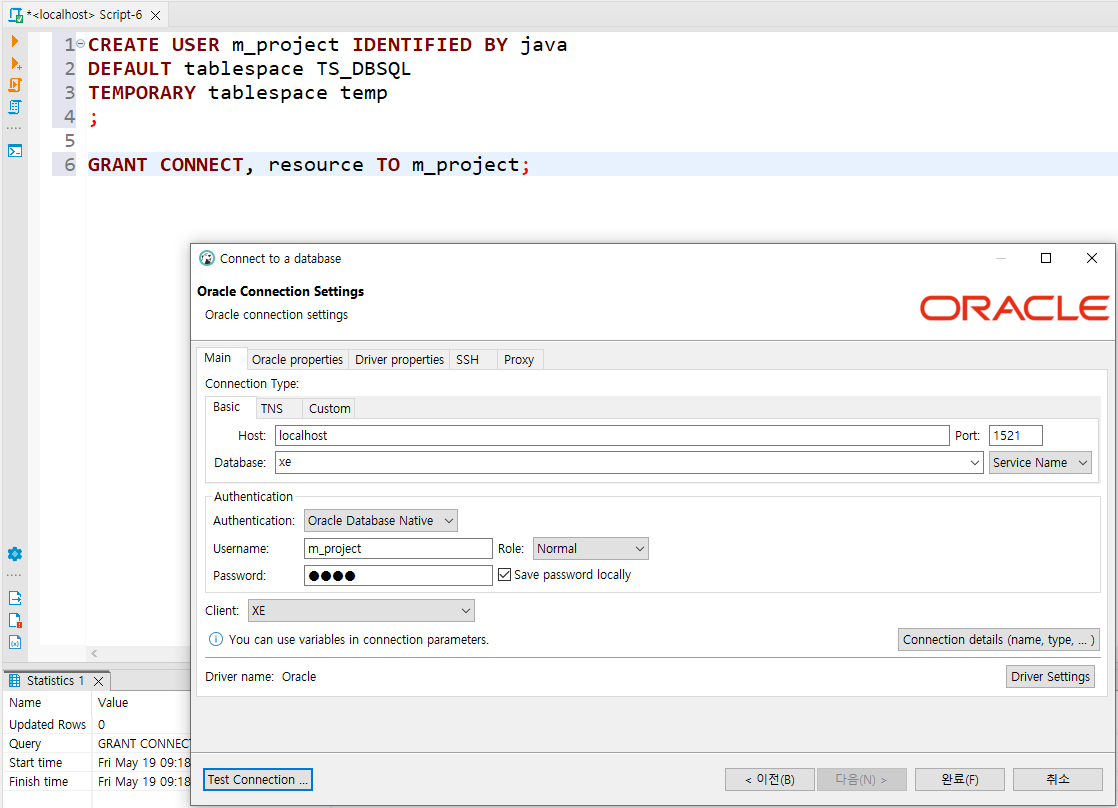 *<localhost> Script-6
1 CREATE USER m_project IDENTIFIED BY java
2 DEFAULT tablespace TS_DBSQL
3 TEMPORARY tablespace temp
4 ;
5
6 GRANT CONNECT, resource TO m_project;
Connect to a database
Oracle Connection Settings
Oracle connection settings
ORACLE
Main Oracle properties Driver properties SSH Proxy
Connection Type:
Basic TNS Custom
Host: localhost Port: 1521
Database: xe Service Name
Authentication
Authentication: Oracle Database Native
Username: m_project Role: Normal
Password: ●●●● Save password locally
Client: XE
You can use variables in connection parameters.
Connection details (name, type, ... )
Driver name: Oracle Driver Settings
Test Connection ... < 이전(B) 다음(N) > 완료(F) 취소
Statistics 1
Name Value
Updated Rows 0
Query GRANT CONNECT
Start time Fri May 19 09:18
Finish time Fri May 19 09:18